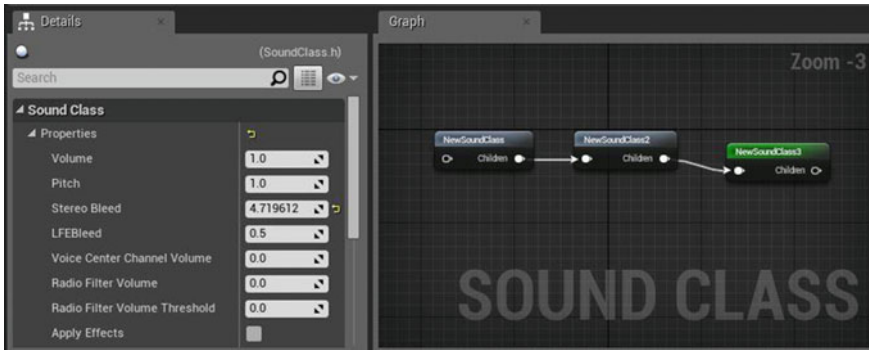 Details
(SoundClass.h)
Search
Sound Class
Properties
Volume 1.0
Pitch 1.0
Stereo Bleed 4.719612
LFEBleed 0.5
Voice Center Channel Volume 0.0
Radio Filter Volume 0.0
Radio Filter Volume Threshold 0.0
Apply Effects
Graph
Zoom -3
NewSoundClass
Children
NewSoundClass2
Children
NewSoundClass3
Children
SOUND CLASS